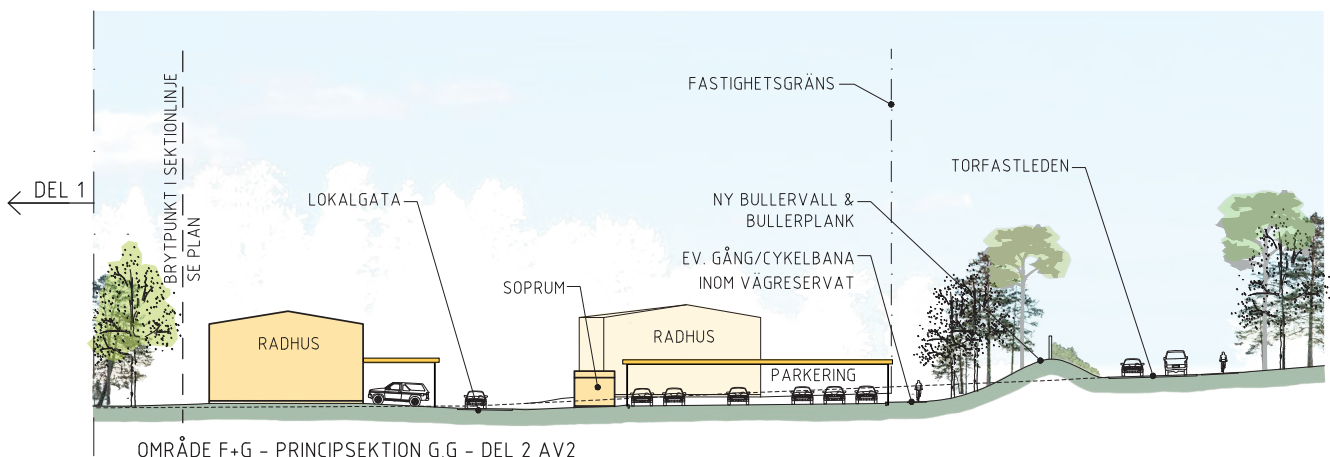 DEL 1
BRYTPUNKT I SEKTIONLINJE
SE PLAN
FASTIGHETSGRÄNS
TORFASTLEDEN
LOKALGATA
NY BULLERVALL &
BULLERPLANK
EV. GÅNG/CYKELBANA
INOM VÄGRESERVAT
SOPRUM
RADHUS
RADHUS
PARKERING
OMRÅDE F+G - PRINCIPSEKTION G.G - DEL 2 AV2